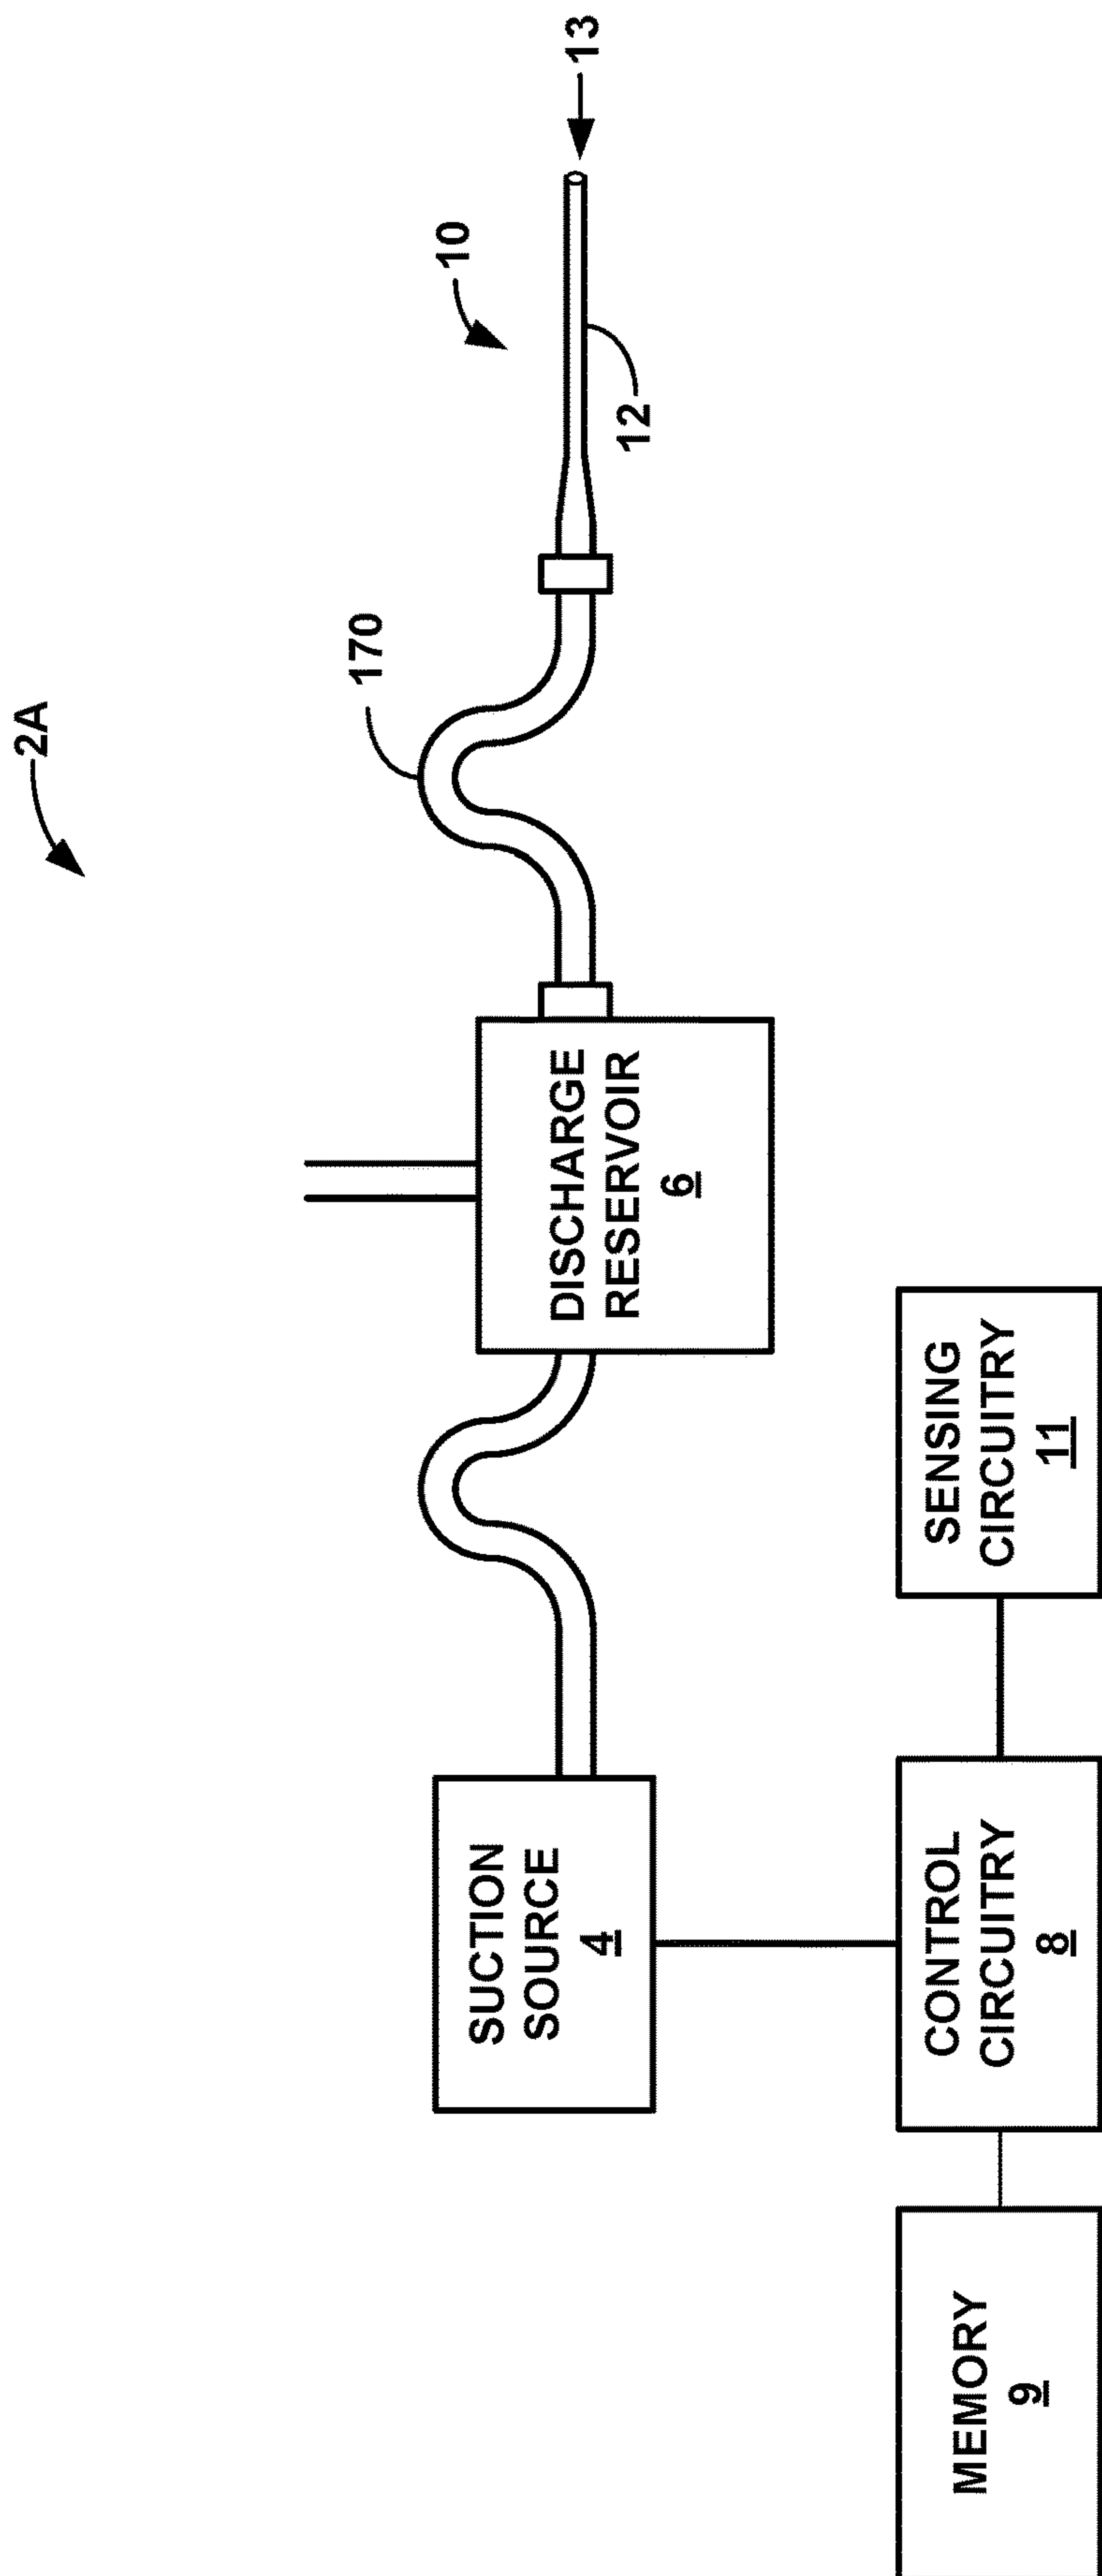 2A
170
10
13
12
DISCHARGE
RESERVOIR
6
SUCTION
SOURCE
4
SENSING
CIRCUITRY
11
CONTROL
CIRCUITRY
8
MEMORY
9